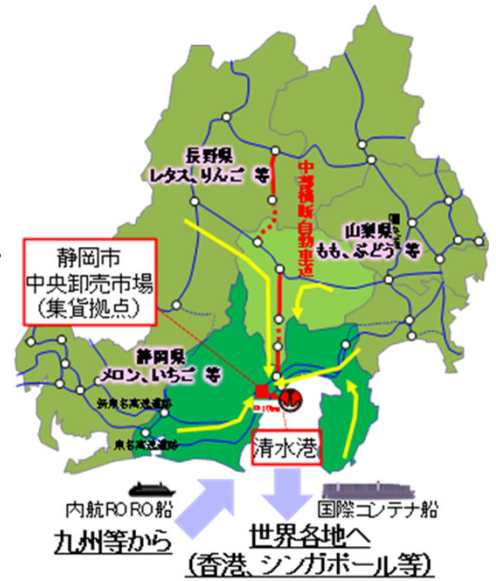 長野県
レタス、りんご 等
中部横断自動車道
山梨県
もも、ぶどう 等
静岡市
中央卸売市場
(集貨拠点)
静岡県
メロン、いちご 等
新東名高速道路
東名高速道路
清水港
内航RORO船
国際コンテナ船
九州等から
世界各地へ
(香港、シンガポール等)